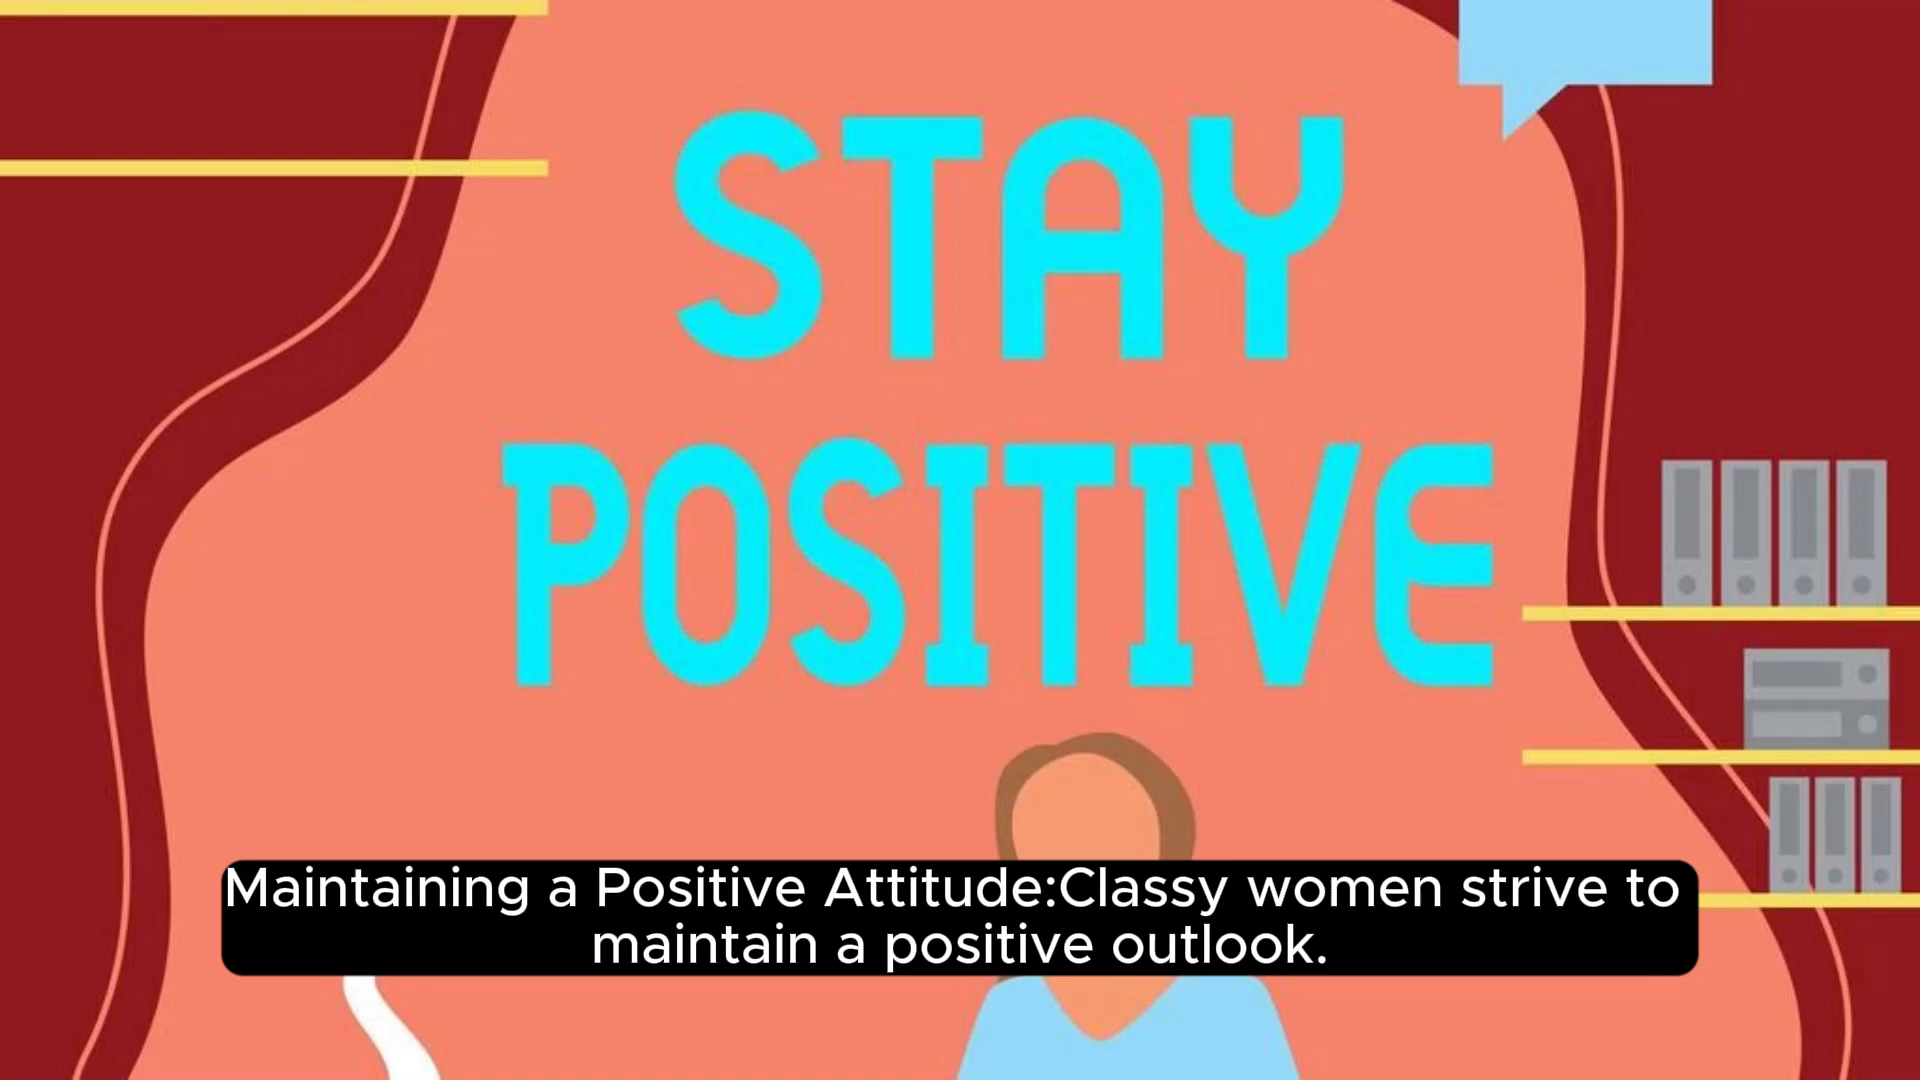 STAY
POSITIVE
Maintaining a Positive Attitude:Classy women strive to
maintain a positive outlook.